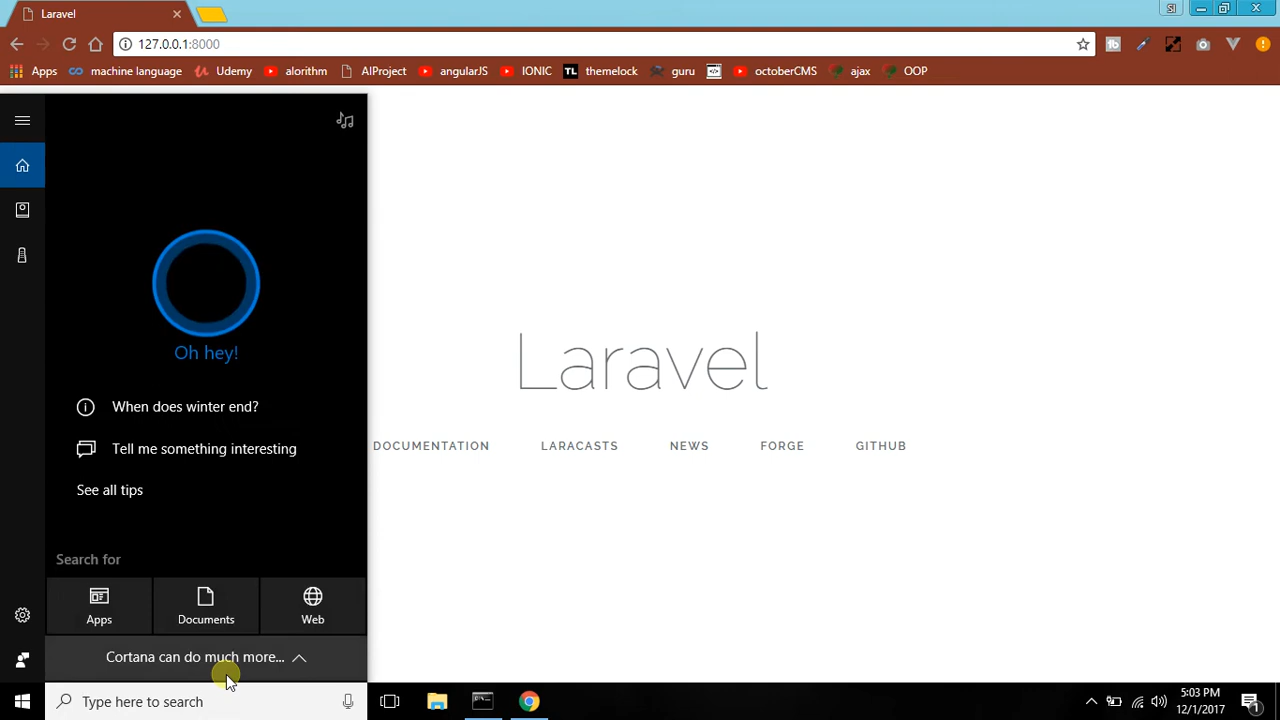 Laravel
SI
127.0.0.1:8000
Apps machine language Udemy alorithm AIProject angularJS IONIC TL themelock guru octoberCMS ajax OOP
Oh hey!
When does winter end?
Tell me something interesting
See all tips
Search for
Apps Documents Web
Cortana can do much more...
Type here to search
Laravel
DOCUMENTATION LARACASTS NEWS FORGE GITHUB
5:03 PM
12/1/2017
1